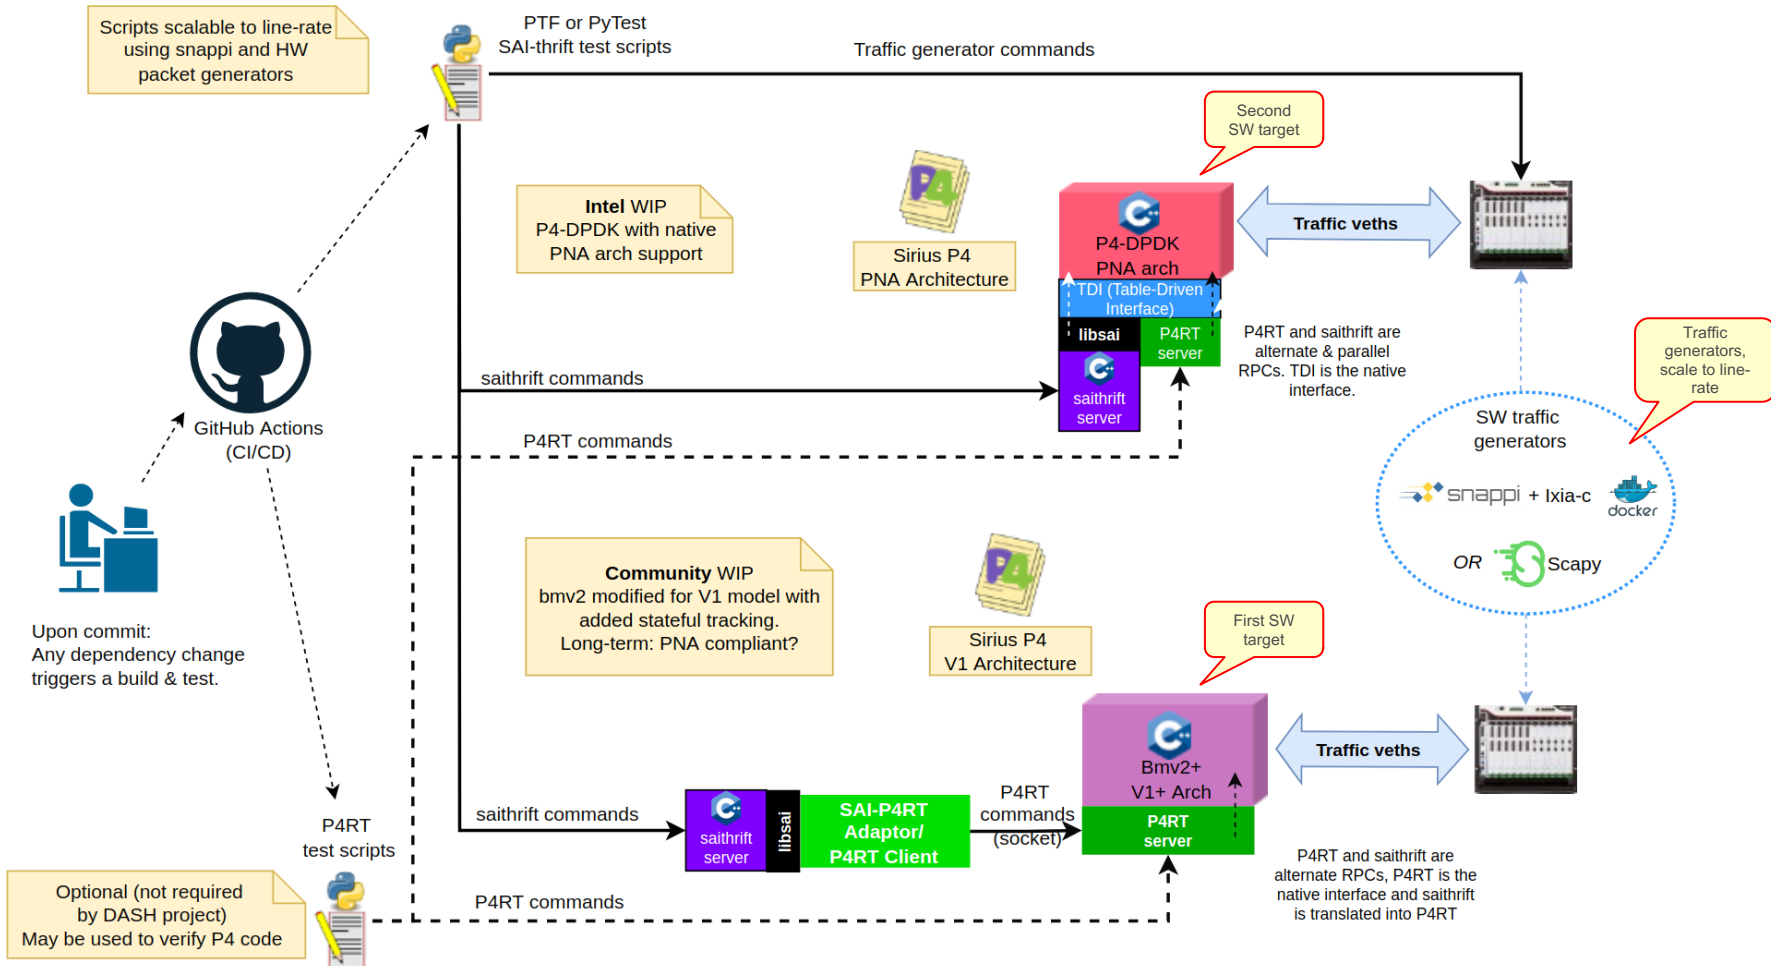 Scripts scalable to line-rate
using snappi and HW
packet generators
PTF or PyTest
SAI-thrift test scripts
Traffic generator commands
Second
SW target
Intel WIP
P4-DPDK with native
PNA arch support
P4
Sirius P4
PNA Architecture
C++
P4-DPDK
PNA arch
Traffic veths
TDI (Table-Driven
Interface)
libsai
P4RT
server
C++
saithrift
server
P4RT and saithrift are
alternate & parallel
RPCs. TDI is the native
interface.
Traffic
generators,
scale to line-
rate
saithrift commands
GitHub Actions
(CI/CD)
P4RT commands
SW traffic
generators
snappi + Ixia-c
docker
OR
Scapy
Upon commit:
Any dependency change
triggers a build & test.
Community WIP
bmv2 modified for V1 model with
added stateful tracking.
Long-term: PNA compliant?
P4
Sirius P4
V1 Architecture
First SW
target
C++
Bmv2+
V1+ Arch
Traffic veths
P4RT
server
saithrift commands
C++
saithrift
server
libsai
SAI-P4RT
Adaptor/
P4RT Client
P4RT
commands
(socket)
P4RT
test scripts
P4RT and saithrift are
alternate RPCs, P4RT is the
native interface and saithrift
is translated into P4RT
Optional (not required
by DASH project)
May be used to verify P4 code
P4RT commands